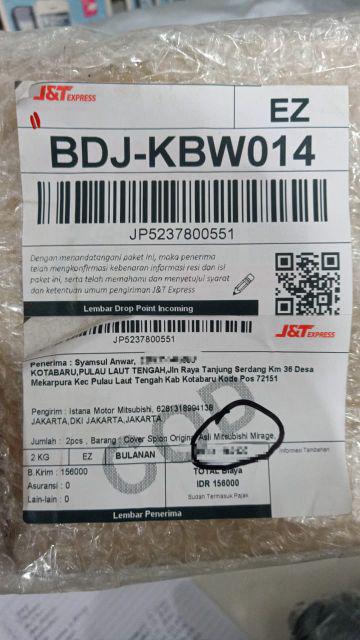 J&T EXPRESS
EZ
BDJ-KBW014
JP5237800551
Dengan menandatangani paket ini, maka penerima
telah mengkonfirmasi kebenaran informasi resi dan isi
paket ini, serta telah memahami dan menyetujui syarat
dan ketentuan umum pengiriman J&T Express
Lembar Drop Point Incoming
J&T EXPRESS
JP5237800551
Penerima : Syamsul Anwar,
KOTABARU,PULAU LAUT TENGAH,Jln Raya Tanjung Serdang Km 36 Desa
Mekarpura Kec Pulau Laut Tengah Kab Kotabaru Kode Pos 72151
Pengirim : Istana Motor Mitsubishi, 6281318994138
JAKARTA,DKI JAKARTA,JAKARTA
Jumlah : 2pcs , Barang : Cover Spion Original Asli Mitsubishi Mirage,
2 KG EZ BULANAN Informasi Tambahan
COD
B.Kirim : 156000 TOTAL Biaya
Asuransi : 0 IDR 156000
Lain-lain : 0 Sudah Termasuk Pajak
Lembar Penerima